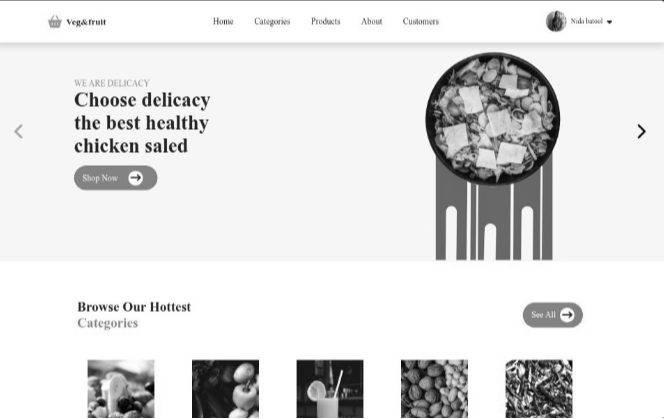 Veg&fruit
Home Categories Products About Customers
Nida batool
WE ARE DELICACY
Choose delicacy
the best healthy
chicken saled
Shop Now
Browse Our Hottest
Categories
See All